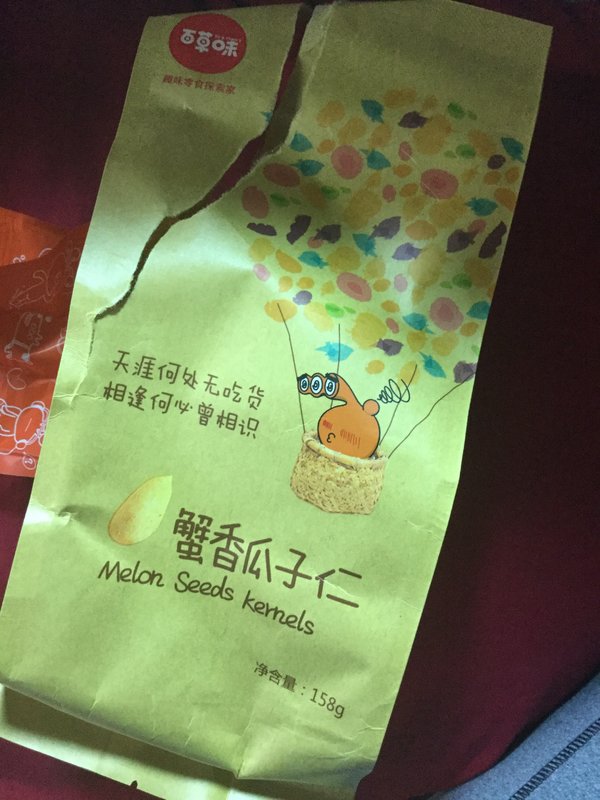 百草味
趣味零食探索家
天涯何处无吃货
相逢何必曾相识
蟹香瓜子仁
Melon Seeds Kernels
净含量：158g